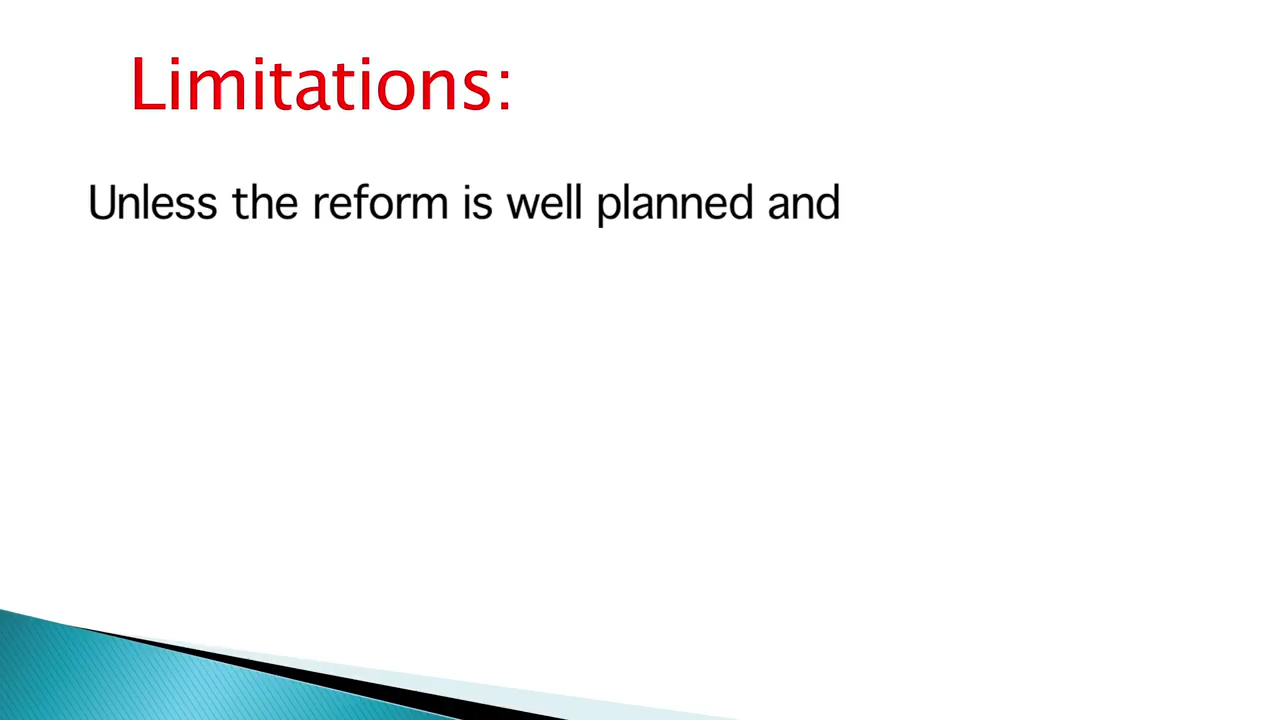 Limitations:
Unless the reform is well planned and